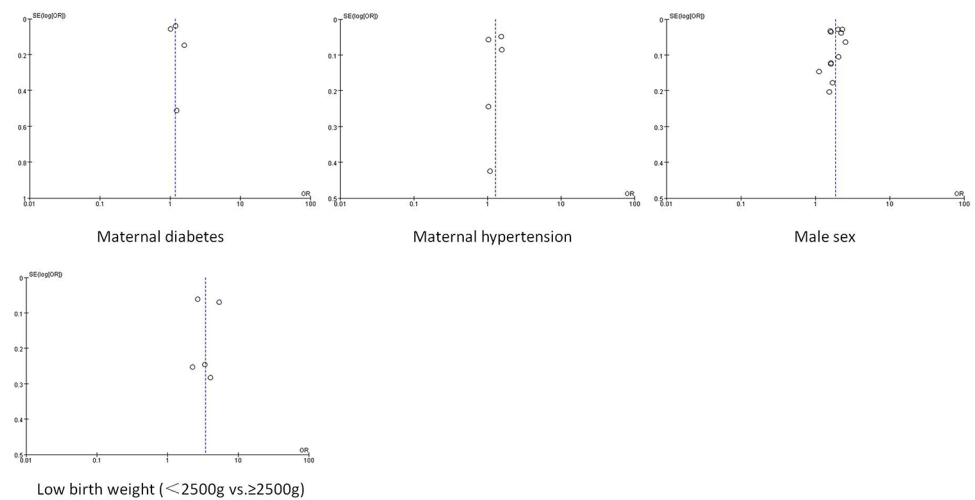 SE(log[OR])
0
0.2
0.4
0.6
0.8
1
OR
0.01 0.1 1 10 100
Maternal diabetes
SE(log[OR])
0
0.1
0.2
0.3
0.4
0.5
OR
0.01 0.1 1 10 100
Maternal hypertension
SE(log[OR])
0
0.1
0.2
0.3
0.4
0.5
OR
0.01 0.1 1 10 100
Male sex
SE(log[OR])
0
0.1
0.2
0.3
0.4
0.5
OR
0.01 0.1 1 10 100
Low birth weight (<2500g vs.≥2500g)